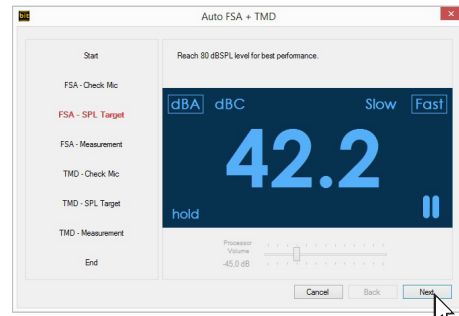 bit
Auto FSA + TMD
Start
FSA - Check Mic
FSA - SPL Target
FSA - Measurement
TMD - Check Mic
TMD - SPL Target
TMD - Measurement
End
Reach 80 dBSPL level for best performance.
dBA dBC Slow Fast
42.2
hold
Processor
Volume
-45.0 dB
Cancel Back Next